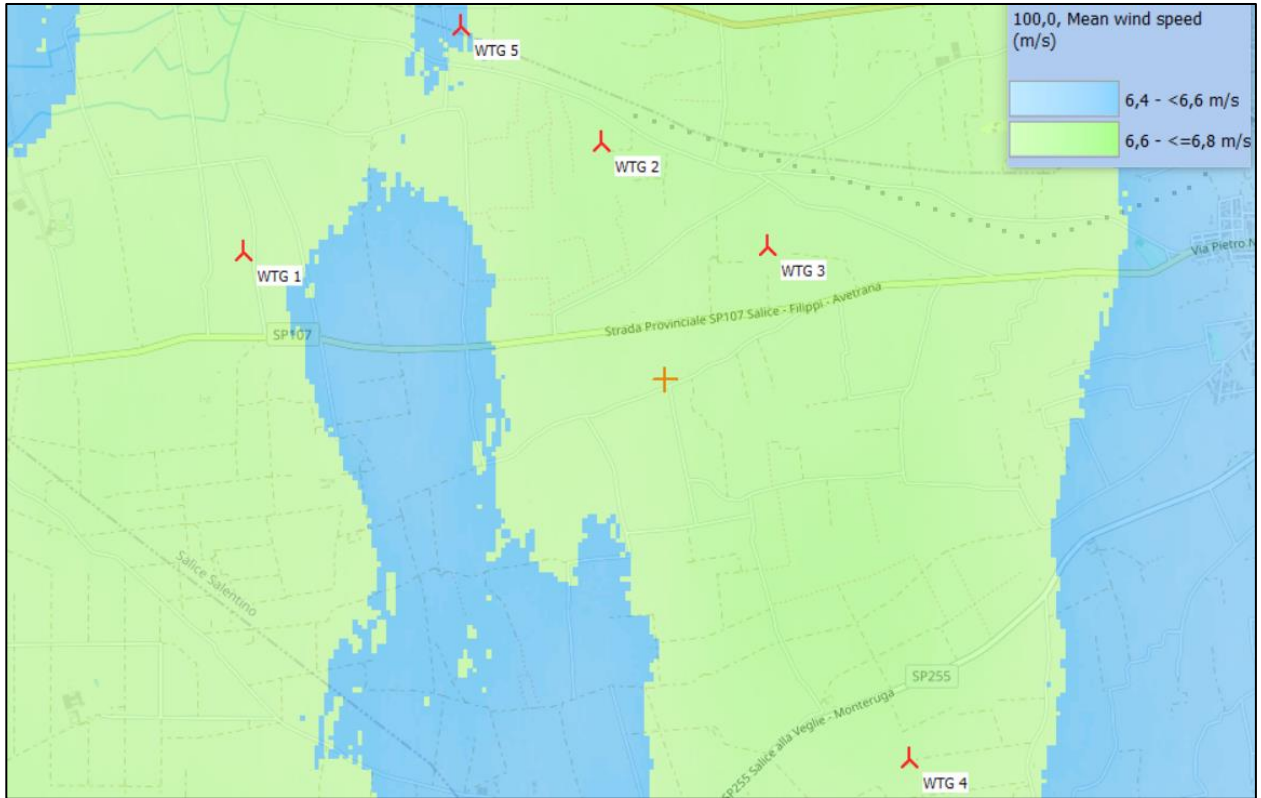 100,0, Mean wind speed
(m/s)
6,4 - <6,6 m/s
6,6 - <=6,8 m/s
WTG 5
WTG 2
WTG 3
WTG 1
Via Pietro N
Strada Provinciale SP107 Salice - Filippi - Avetrana
SP107
Salice Salentino
SP255
SP255 Salice alla Veglie - Monteruga
WTG 4